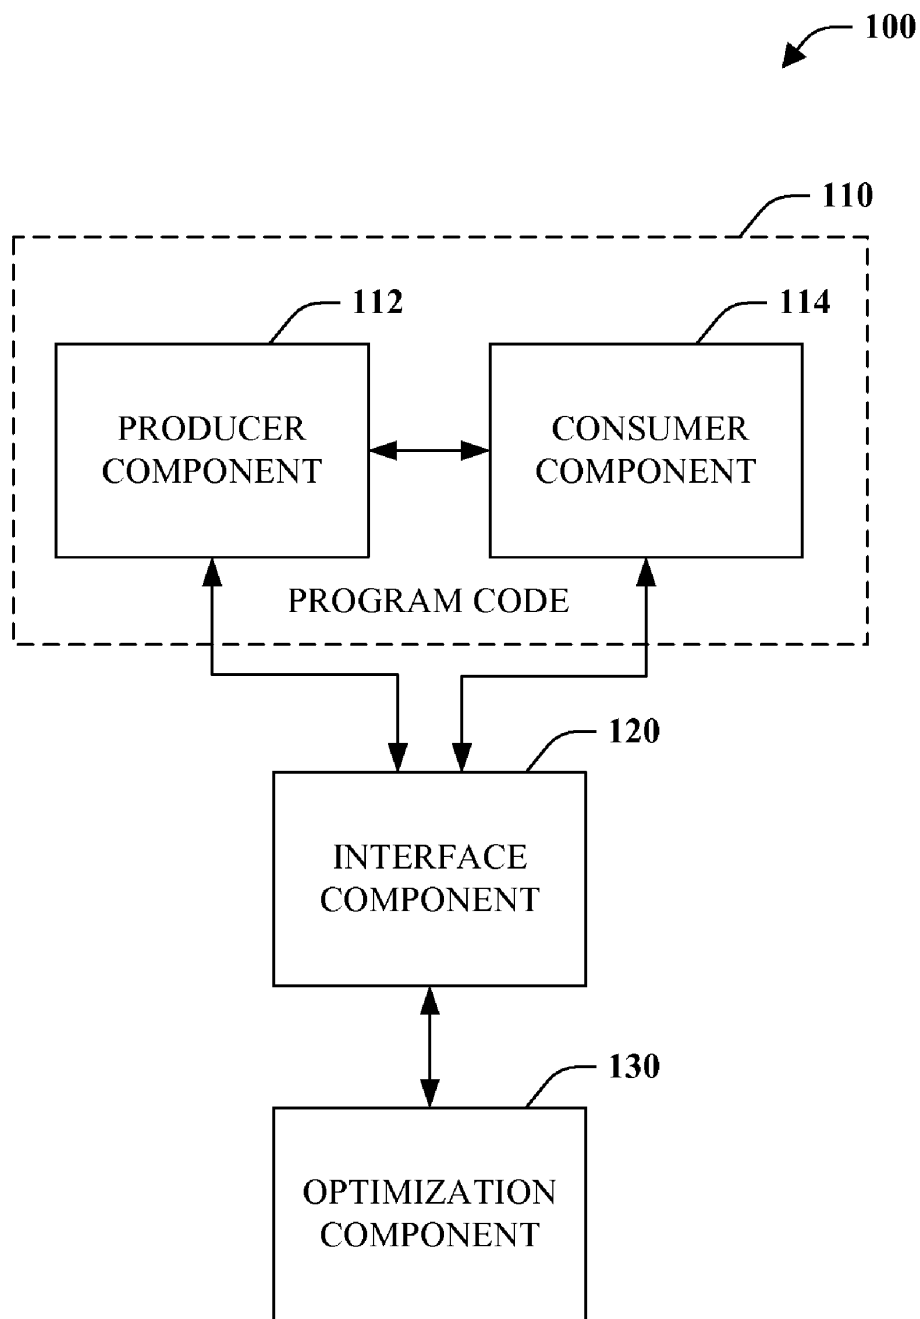 100
110
112
114
PRODUCER
COMPONENT
CONSUMER
COMPONENT
PROGRAM CODE
120
INTERFACE
COMPONENT
130
OPTIMIZATION
COMPONENT